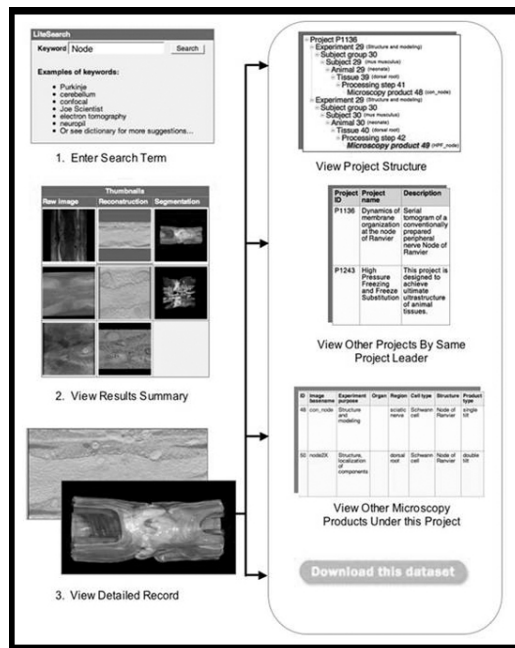 LiteSearch
Keyword Node Search
Examples of keywords:
• Purkinje
• cerebellum
• confocal
• Joe Scientist
• electron tomography
• neuropil
• Or see dictionary for more suggestions...
1. Enter Search Term
Thumbnails
Raw image Reconstruction Segmentation
2. View Results Summary
3. View Detailed Record
Project P1136
Experiment 29 (Structure and modeling)
Subject group 30
Subject 29 (mus musculus)
Animal 29 (neonate)
Tissue 39 (dorsal root)
Processing step 41
Microscopy product 48 (con_node)
Experiment 29 (Structure and modeling)
Subject group 30
Subject 30 (mus musculus)
Animal 30 (neonate)
Tissue 40 (dorsal root)
Processing step 42
Microscopy product 49 (HPF_node)
View Project Structure
Project ID Project name Description
P1136 Dynamics of membrane organization at the node of Ranvier Serial tomogram of a conventionally prepared peripheral nerve Node of Ranvier
P1243 High Pressure Freezing and Freeze Substitution This project is designed to achieve ultimate ultrastructure of animal tissues.
View Other Projects By Same
Project Leader
ID Image basename Experiment purpose Organ Region Cell type Structure Product type
48 con_node Structure and modeling sciatic nerve Schwann cell Node of Ranvier single tilt
50 node2X Structure, localization of components dorsal root Schwann cell Node of Ranvier double tilt
View Other Microscopy
Products Under this Project
Download this dataset